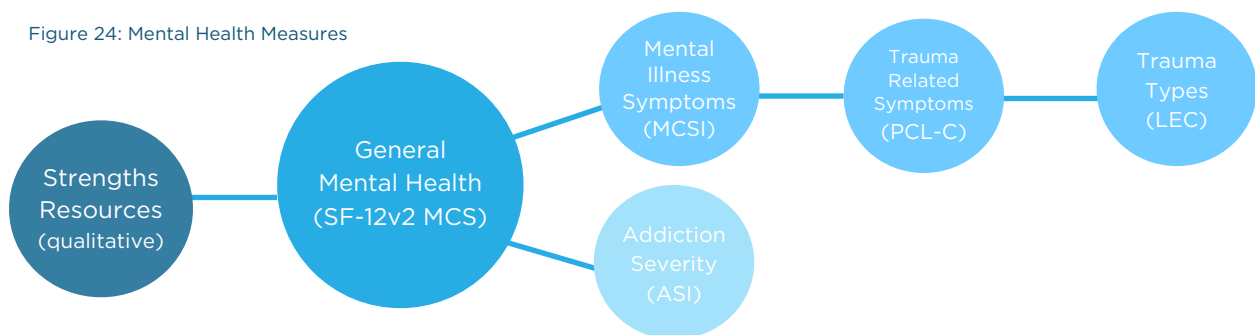 Figure 24: Mental Health Measures
Strengths
Resources
(qualitative)
General
Mental Health
(SF-12v2 MCS)
Mental
Illness
Symptoms
(MCSI)
Trauma
Related
Symptoms
(PCL-C)
Trauma
Types
(LEC)
Addiction
Severity
(ASI)